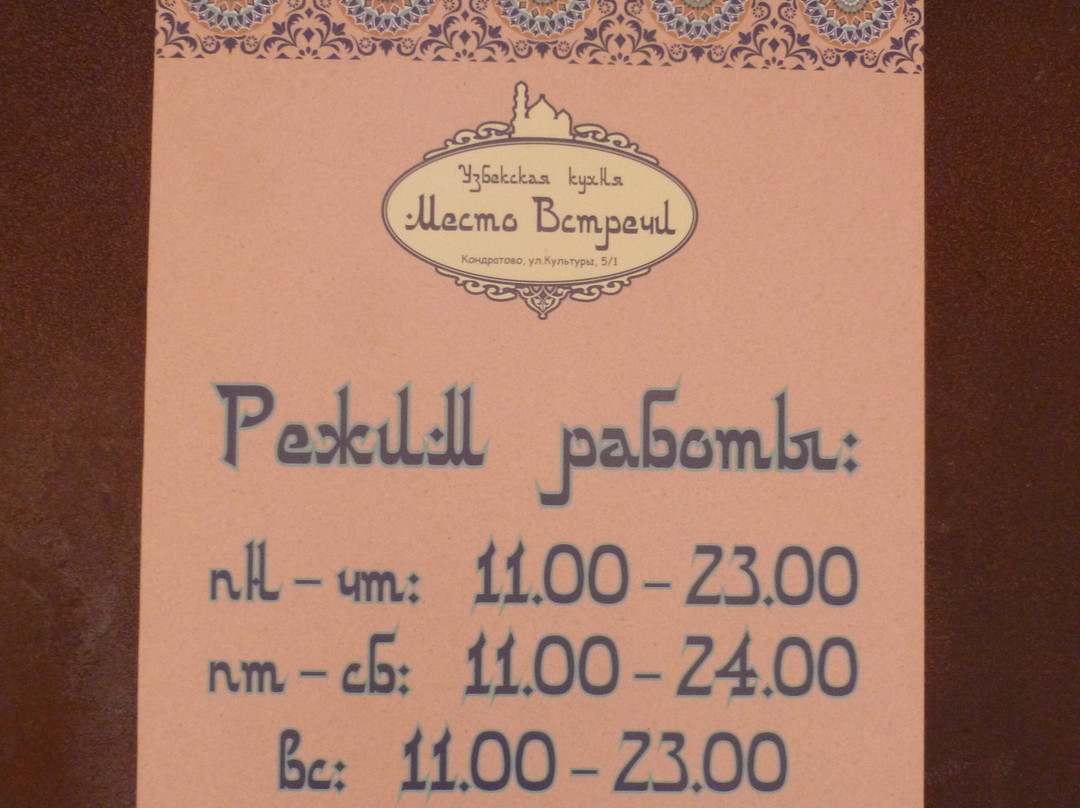 Узбекская кухня
Место Встречи
Кондратово, ул.Культуры, 5/1
Режим работы:
пн – чт: 11.00 – 23.00
пт – сб: 11.00 – 24.00
вс: 11.00 – 23.00